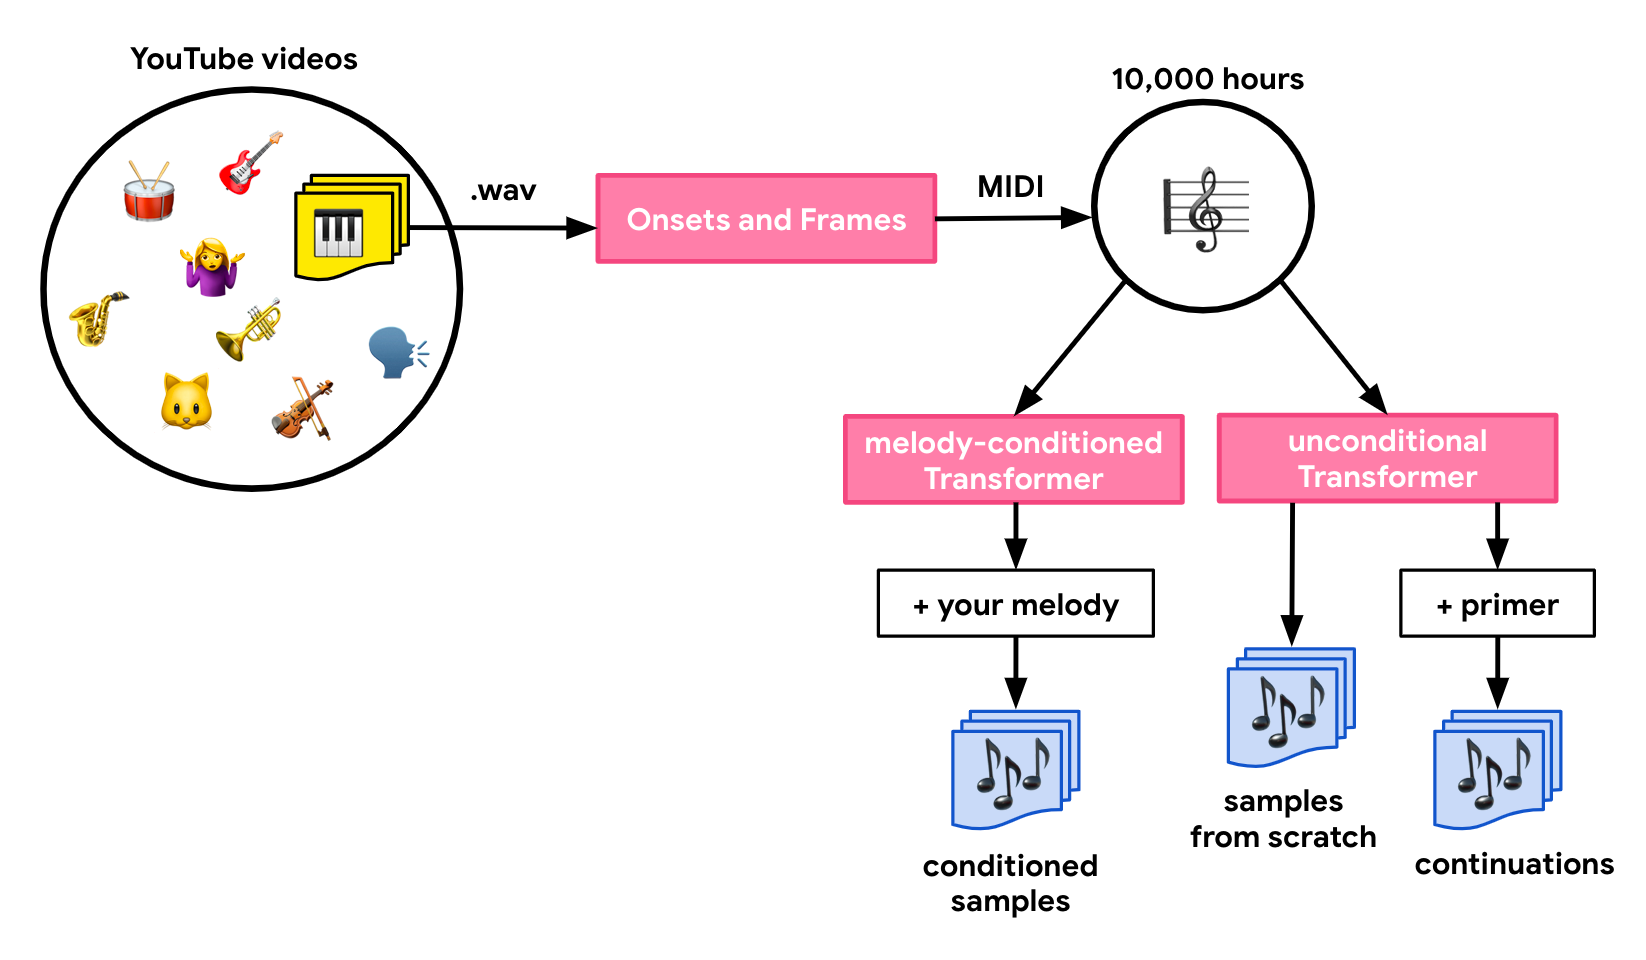 YouTube videos
10,000 hours
.wav
Onsets and Frames
MIDI
melody-conditioned
Transformer
unconditional
Transformer
+ your melody
+ primer
samples
from scratch
conditioned
samples
continuations